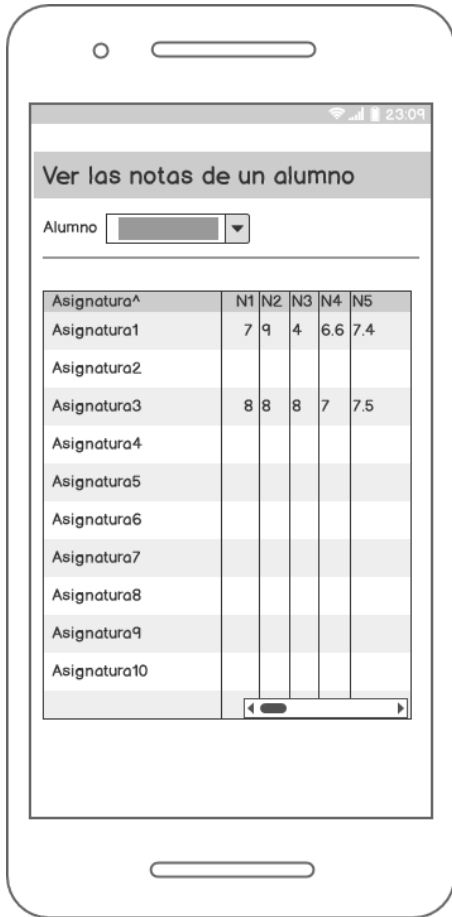 23:09
Ver las notas de un alumno
Alumno
Asignatura^ N1 N2 N3 N4 N5
Asignatura1 7 9 4 6.6 7.4
Asignatura2
Asignatura3 8 8 8 7 7.5
Asignatura4
Asignatura5
Asignatura6
Asignatura7
Asignatura8
Asignatura9
Asignatura10